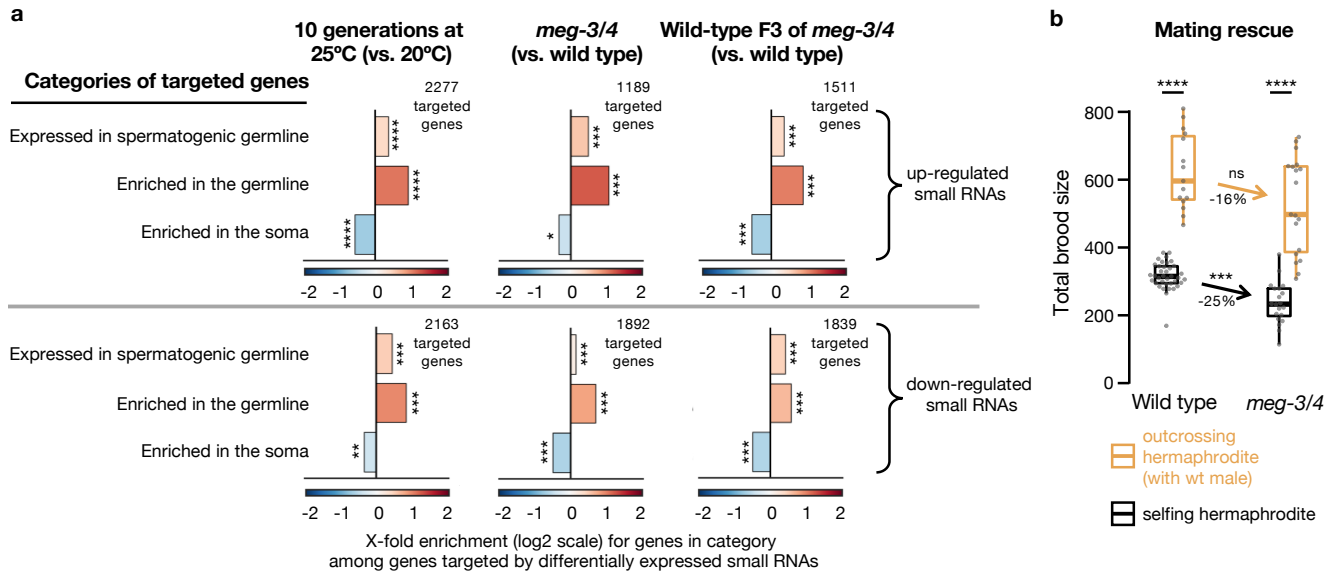 a
10 generations at
25ºC (vs. 20ºC)
meg-3/4
(vs. wild type)
Wild-type F3 of meg-3/4
(vs. wild type)
Categories of targeted genes
2277
targeted
genes
1189
targeted
genes
1511
targeted
genes
Expressed in spermatogenic germline
****
***
***
Enriched in the germline
****
***
***
Enriched in the soma
****
*
***
up-regulated
small RNAs
-2 -1 0 1 2
-2 -1 0 1 2
-2 -1 0 1 2
2163
targeted
genes
1892
targeted
genes
1839
targeted
genes
Expressed in spermatogenic germline
***
***
***
Enriched in the germline
***
***
***
Enriched in the soma
**
***
***
down-regulated
small RNAs
-2 -1 0 1 2
-2 -1 0 1 2
-2 -1 0 1 2
X-fold enrichment (log2 scale) for genes in category
among genes targeted by differentially expressed small RNAs
b
Mating rescue
****
****
Total brood size
800
600
400
200
0
ns
-16%
***
-25%
Wild type
meg-3/4
outcrossing
hermaphrodite
(with wt male)
selfing hermaphrodite